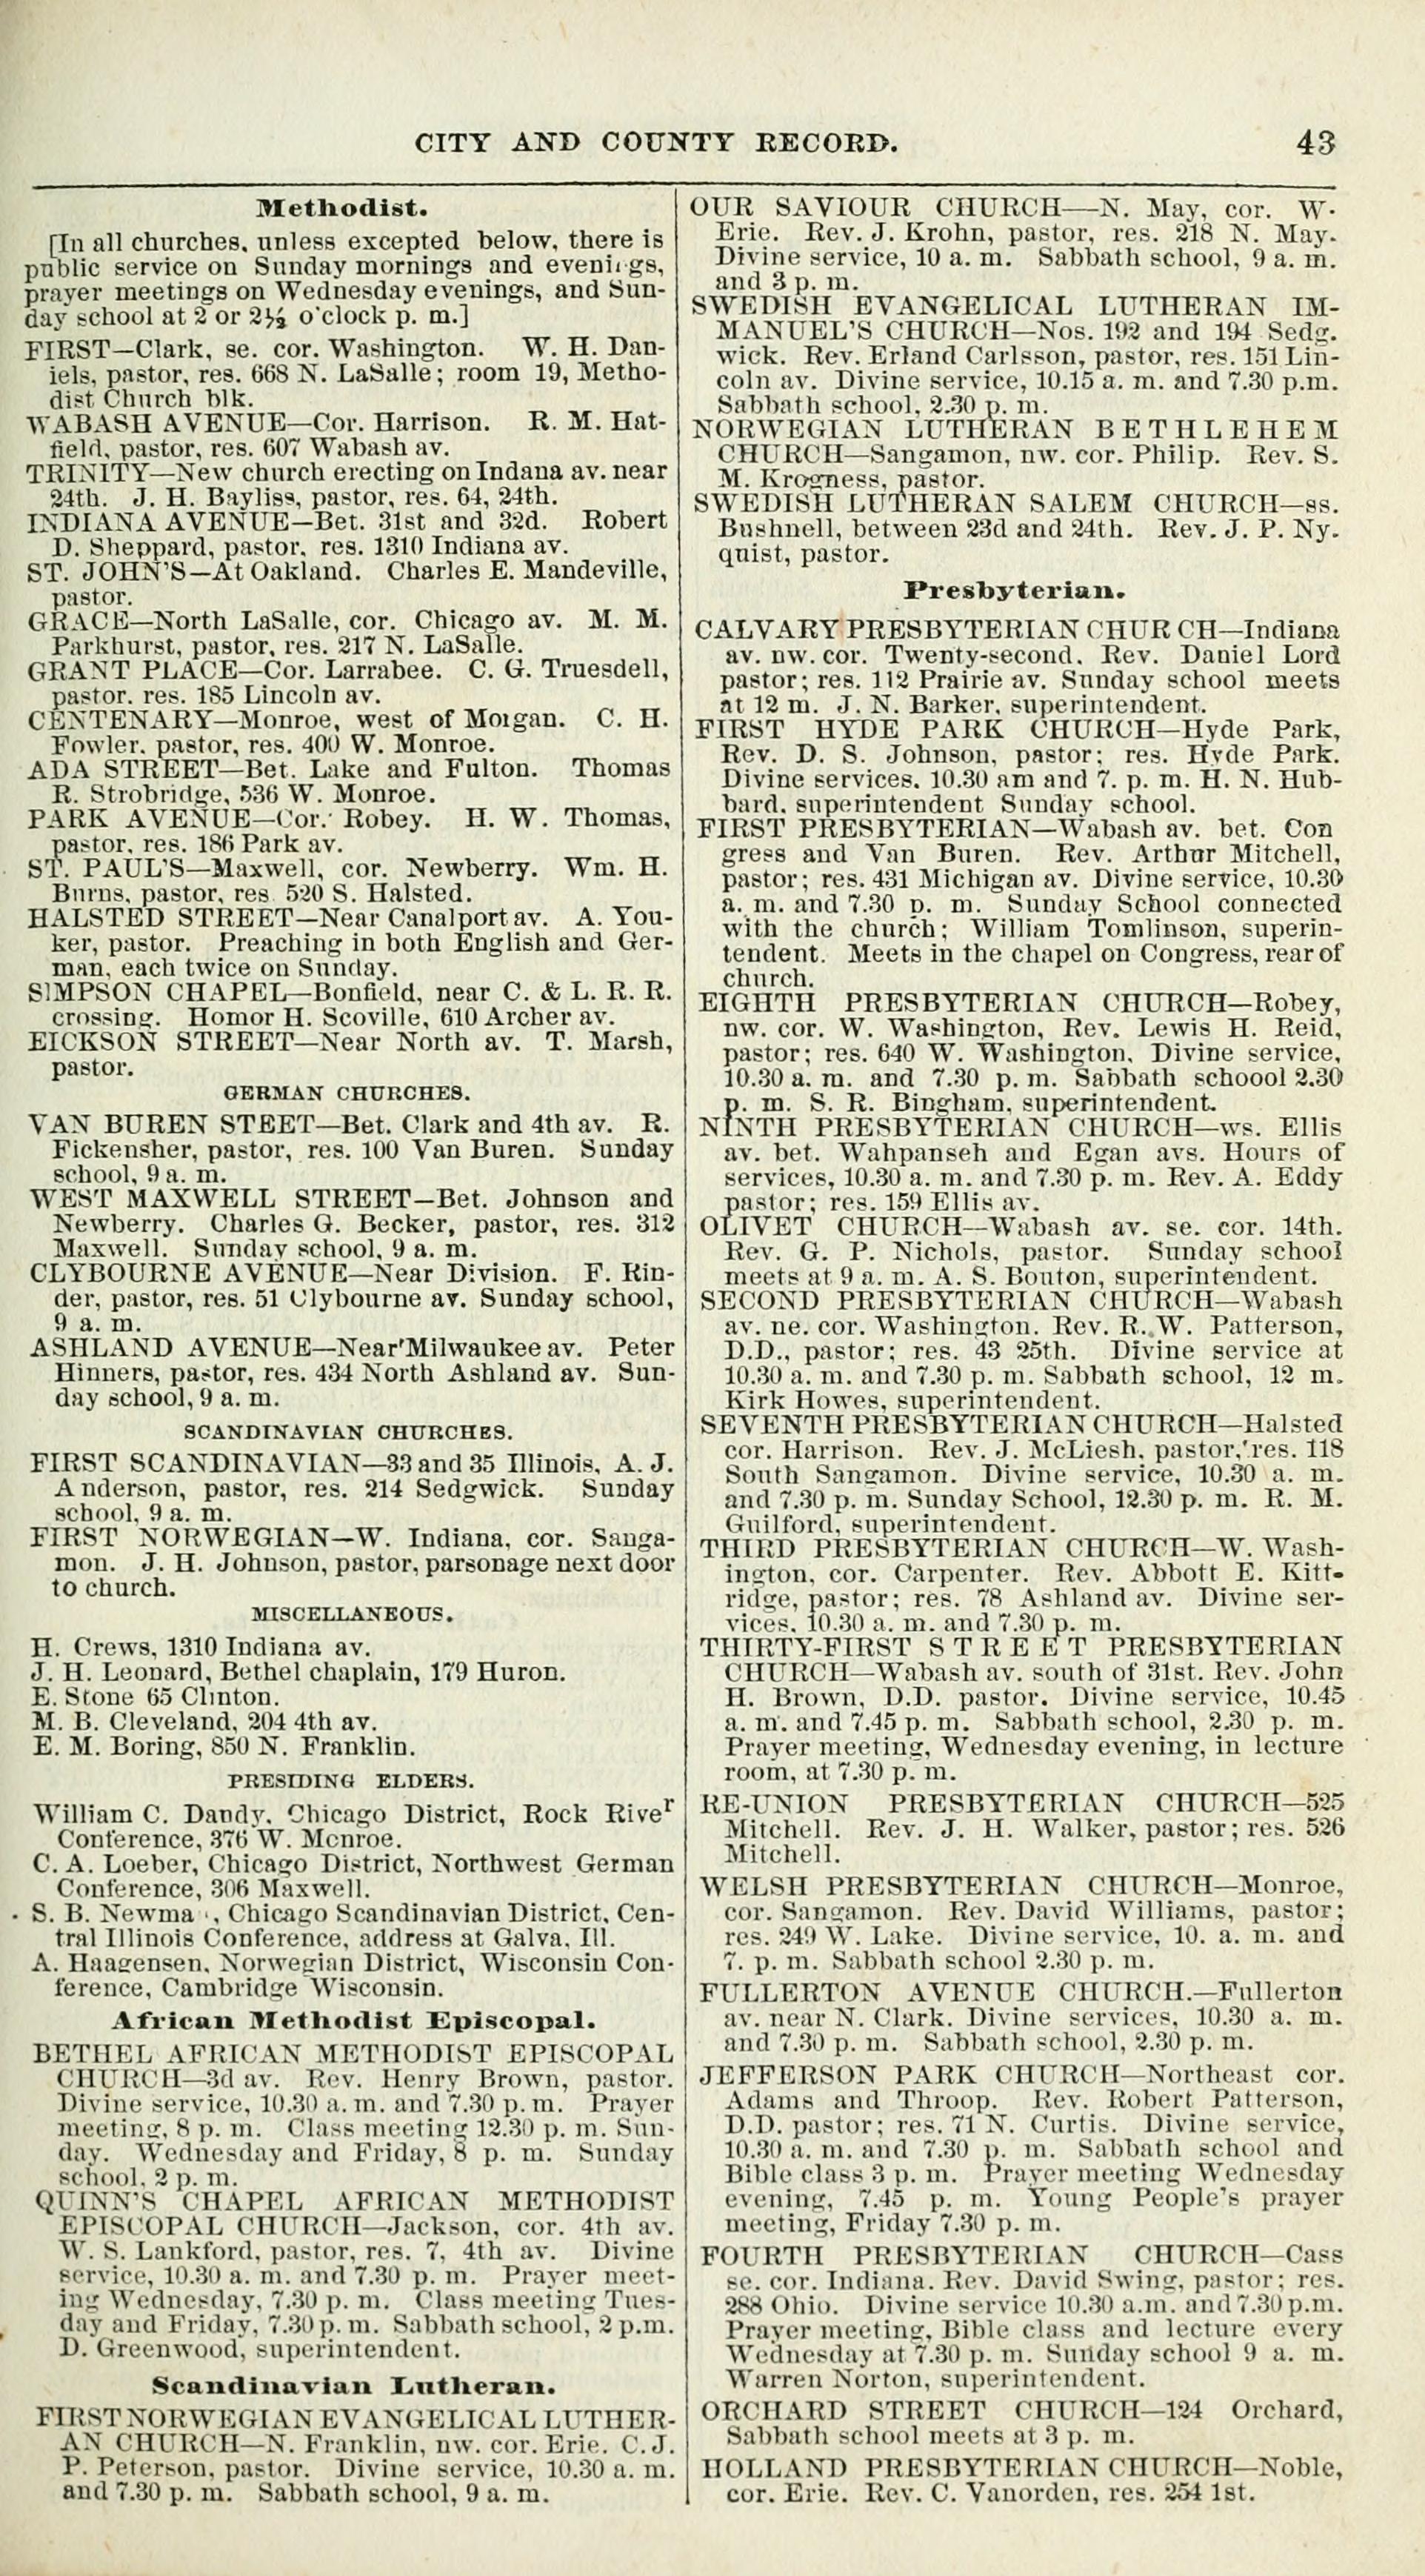 CITY AND COUNTY RECORD. 43
Methodist.
[In all churches, unless excepted below, there is
public service on Sunday mornings and evenings,
prayer meetings on Wednesday evenings, and Sun-
day school at 2 or 2½ o'clock p. m.]
FIRST—Clark, se. cor. Washington. W. H. Dan-
iels, pastor, res. 668 N. LaSalle; room 19, Metho-
dist Church blk.
WABASH AVENUE—Cor. Harrison. R. M. Hat-
field, pastor, res. 607 Wabash av.
TRINITY—New church erecting on Indana av. near
24th. J. H. Bayliss, pastor, res. 64, 24th.
INDIANA AVENUE—Bet. 31st and 32d. Robert
D. Sheppard, pastor. res. 1310 Indiana av.
ST. JOHN'S—At Oakland. Charles E. Mandeville,
pastor.
GRACE—North LaSalle, cor. Chicago av. M. M.
Parkhurst, pastor, res. 217 N. LaSalle.
GRANT PLACE—Cor. Larrabee. C. G. Truesdell,
pastor. res. 185 Lincoln av.
CENTENARY—Monroe, west of Morgan. C. H.
Fowler. pastor, res. 400 W. Monroe.
ADA STREET—Bet. Lake and Fulton. Thomas
R. Strobridge, 536 W. Monroe.
PARK AVENUE—Cor. Robey. H. W. Thomas,
pastor, res. 186 Park av.
ST. PAUL'S—Maxwell, cor. Newberry. Wm. H.
Burns, pastor, res. 520 S. Halsted.
HALSTED STREET—Near Canalport av. A. You-
ker, pastor. Preaching in both English and Ger-
man, each twice on Sunday.
SIMPSON CHAPEL—Bonfield, near C. & L. R. R.
crossing. Homor H. Scoville, 610 Archer av.
EICKSON STREET—Near North av. T. Marsh,
pastor.
GERMAN CHURCHES.
VAN BUREN STEET—Bet. Clark and 4th av. R.
Fickensher, pastor, res. 100 Van Buren. Sunday
school, 9 a. m.
WEST MAXWELL STREET—Bet. Johnson and
Newberry. Charles G. Becker, pastor, res. 312
Maxwell. Sunday school, 9 a. m.
CLYBOURNE AVENUE—Near Division. F. Rin-
der, pastor, res. 51 Clybourne av. Sunday school,
9 a. m.
ASHLAND AVENUE—Near Milwaukee av. Peter
Hinners, pastor, res. 434 North Ashland av. Sun-
day school, 9 a. m.
SCANDINAVIAN CHURCHES.
FIRST SCANDINAVIAN—33 and 35 Illinois, A. J.
Anderson, pastor, res. 214 Sedgwick. Sunday
school, 9 a. m.
FIRST NORWEGIAN—W. Indiana, cor. Sanga-
mon. J. H. Johnson, pastor, parsonage next door
to church.
MISCELLANEOUS.
H. Crews, 1310 Indiana av.
J. H. Leonard, Bethel chaplain, 179 Huron.
E. Stone 65 Clinton.
M. B. Cleveland, 204 4th av.
E. M. Boring, 850 N. Franklin.
PRESIDING ELDERS.
William C. Dandy, Chicago District, Rock River
Conference, 376 W. Monroe.
C. A. Loeber, Chicago District, Northwest German
Conference, 306 Maxwell.
S. B. Newma , Chicago Scandinavian District, Cen-
tral Illinois Conference, address at Galva, Ill.
A. Haagensen, Norwegian District, Wisconsin Con-
ference, Cambridge Wisconsin.
African Methodist Episcopal.
BETHEL AFRICAN METHODIST EPISCOPAL
CHURCH—3d av. Rev. Henry Brown, pastor.
Divine service, 10.30 a. m. and 7.30 p. m. Prayer
meeting, 8 p. m. Class meeting 12.30 p. m. Sun-
day. Wednesday and Friday, 8 p. m. Sunday
school, 2 p. m.
QUINN'S CHAPEL AFRICAN METHODIST
EPISCOPAL CHURCH—Jackson, cor. 4th av.
W. S. Lankford, pastor, res. 7, 4th av. Divine
service, 10.30 a. m. and 7.30 p. m. Prayer meet-
ing Wednesday, 7.30 p. m. Class meeting Tues-
day and Friday, 7.30 p. m. Sabbath school, 2 p.m.
D. Greenwood, superintendent.
Scandinavian Lutheran.
FIRST NORWEGIAN EVANGELICAL LUTHER-
AN CHURCH—N. Franklin, nw. cor. Erie. C. J.
P. Peterson, pastor. Divine service, 10.30 a. m.
and 7.30 p. m. Sabbath school, 9 a. m.
OUR SAVIOUR CHURCH—N. May, cor. W.
Erie. Rev. J. Krohn, pastor, res. 218 N. May.
Divine service, 10 a. m. Sabbath school, 9 a. m.
and 3 p. m.
SWEDISH EVANGELICAL LUTHERAN IM-
MANUEL'S CHURCH—Nos. 192 and 194 Sedg.
wick. Rev. Erland Carlsson, pastor, res. 151 Lin-
coln av. Divine service, 10.15 a. m. and 7.30 p.m.
Sabbath school, 2.30 p. m.
NORWEGIAN LUTHERAN BETHLEHEM
CHURCH—Sangamon, nw. cor. Philip. Rev. S.
M. Krogness, pastor.
SWEDISH LUTHERAN SALEM CHURCH—ss.
Bushnell, between 23d and 24th. Rev. J. P. Ny.
quist, pastor.
Presbyterian.
CALVARY PRESBYTERIAN CHUR CH—Indiana
av. nw. cor. Twenty-second. Rev. Daniel Lord
pastor; res. 112 Prairie av. Sunday school meets
at 12 m. J. N. Barker, superintendent.
FIRST HYDE PARK CHURCH—Hyde Park,
Rev. D. S. Johnson, pastor; res. Hyde Park.
Divine services. 10.30 am and 7. p. m. H. N. Hub-
bard, superintendent Sunday school.
FIRST PRESBYTERIAN—Wabash av. bet. Con
gress and Van Buren. Rev. Arthur Mitchell,
pastor; res. 431 Michigan av. Divine service, 10.30
a. m. and 7.30 p. m. Sunday School connected
with the church; William Tomlinson, superin-
tendent. Meets in the chapel on Congress, rear of
church.
EIGHTH PRESBYTERIAN CHURCH—Robey,
nw. cor. W. Washington, Rev. Lewis H. Reid,
pastor; res. 640 W. Washington. Divine service,
10.30 a. m. and 7.30 p. m. Sabbath schoool 2.30
p. m. S. R. Bingham, superintendent.
NINTH PRESBYTERIAN CHURCH—ws. Ellis
av. bet. Wahpanseh and Egan avs. Hours of
services, 10.30 a. m. and 7.30 p. m. Rev. A. Eddy
pastor; res. 159 Ellis av.
OLIVET CHURCH—Wabash av. se. cor. 14th.
Rev. G. P. Nichols, pastor. Sunday school
meets at 9 a. m. A. S. Bouton, superintendent.
SECOND PRESBYTERIAN CHURCH—Wabash
av. ne. cor. Washington. Rev. R. W. Patterson,
D.D., pastor; res. 43 25th. Divine service at
10.30 a. m. and 7.30 p. m. Sabbath school, 12 m.
Kirk Howes, superintendent.
SEVENTH PRESBYTERIAN CHURCH—Halsted
cor. Harrison. Rev. J. McLiesh, pastor, res. 118
South Sangamon. Divine service, 10.30 a. m.
and 7.30 p. m. Sunday School, 12.30 p. m. R. M.
Guilford, superintendent.
THIRD PRESBYTERIAN CHURCH—W. Wash-
ington, cor. Carpenter. Rev. Abbott E. Kitt-
ridge, pastor; res. 78 Ashland av. Divine ser-
vices, 10.30 a. m. and 7.30 p. m.
THIRTY-FIRST STREET PRESBYTERIAN
CHURCH—Wabash av. south of 31st. Rev. John
H. Brown, D.D. pastor. Divine service, 10.45
a. m. and 7.45 p. m. Sabbath school, 2.30 p. m.
Prayer meeting, Wednesday evening, in lecture
room, at 7.30 p. m.
RE-UNION PRESBYTERIAN CHURCH—525
Mitchell. Rev. J. H. Walker, pastor; res. 526
Mitchell.
WELSH PRESBYTERIAN CHURCH—Monroe,
cor. Sangamon. Rev. David Williams, pastor;
res. 249 W. Lake. Divine service, 10. a. m. and
7. p. m. Sabbath school 2.30 p. m.
FULLERTON AVENUE CHURCH.—Fullerton
av. near N. Clark. Divine services, 10.30 a. m.
and 7.30 p. m. Sabbath school, 2.30 p. m.
JEFFERSON PARK CHURCH—Northeast cor.
Adams and Throop. Rev. Robert Patterson,
D.D. pastor; res. 71 N. Curtis. Divine service,
10.30 a. m. and 7.30 p. m. Sabbath school and
Bible class 3 p. m. Prayer meeting Wednesday
evening, 7.45 p. m. Young People's prayer
meeting, Friday 7.30 p. m.
FOURTH PRESBYTERIAN CHURCH—Cass
se. cor. Indiana. Rev. David Swing, pastor; res.
288 Ohio. Divine service 10.30 a.m. and 7.30 p.m.
Prayer meeting, Bible class and lecture every
Wednesday at 7.30 p. m. Sunday school 9 a. m.
Warren Norton, superintendent.
ORCHARD STREET CHURCH—124 Orchard,
Sabbath school meets at 3 p. m.
HOLLAND PRESBYTERIAN CHURCH—Noble,
cor. Erie. Rev. C. Vanorden, res. 254 1st.